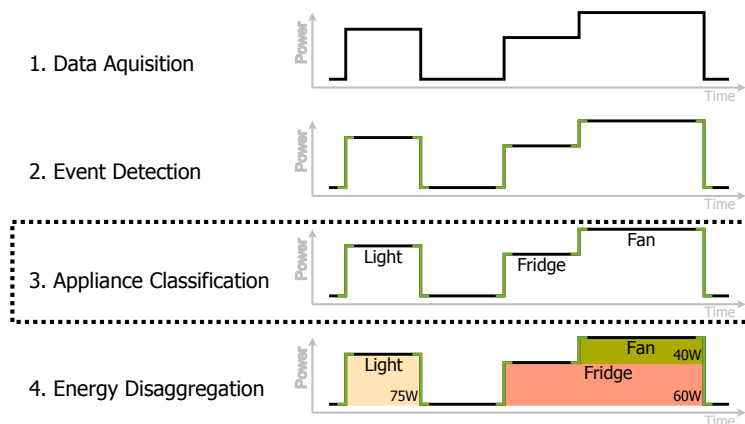 Power
1. Data Aquisition
Time
Power
2. Event Detection
Time
Power
Fan
Light
Fridge
3. Appliance Classification
Time
Power
Fan
40W
Light
Fridge
4. Energy Disaggregation
75W
60W
Time